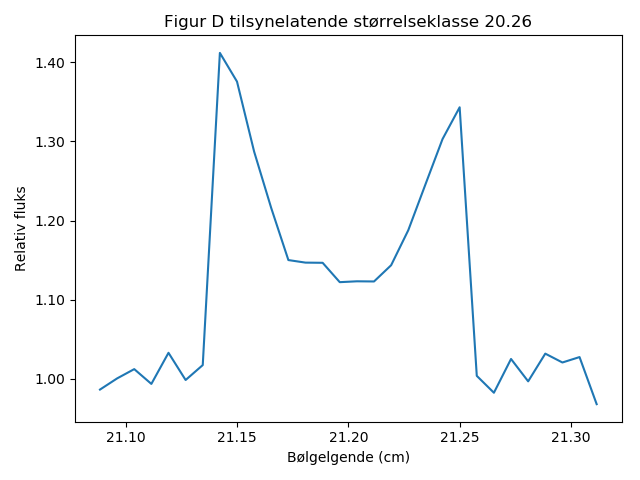 Figur D tilsynelatende størrelseklasse 20.26
1.40
1.30
1.20
1.10
1.00
Relativ fluks
21.10 21.15 21.20 21.25 21.30
Bølgelgende (cm)